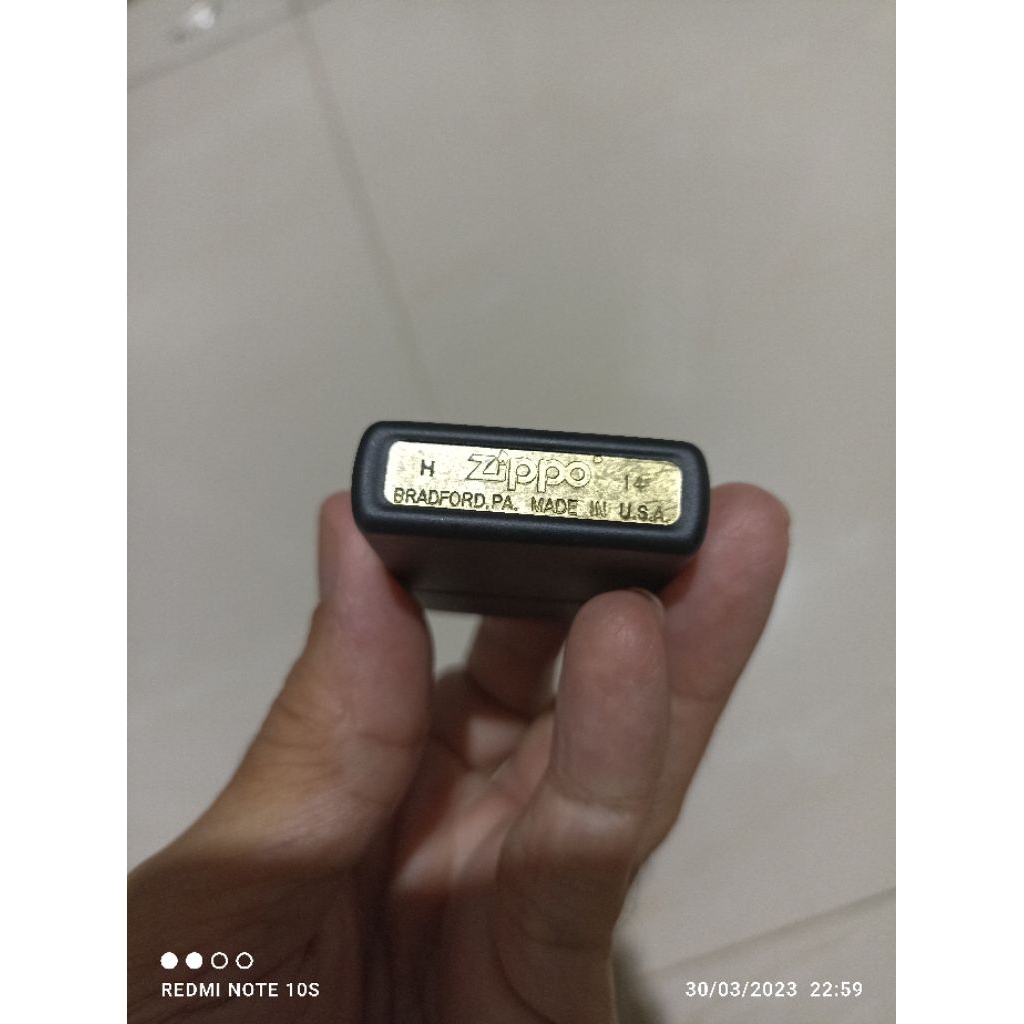 H Zippo® 14
BRADFORD,PA. MADE IN U.S.A.
REDMI NOTE 10S
30/03/2023 22:59